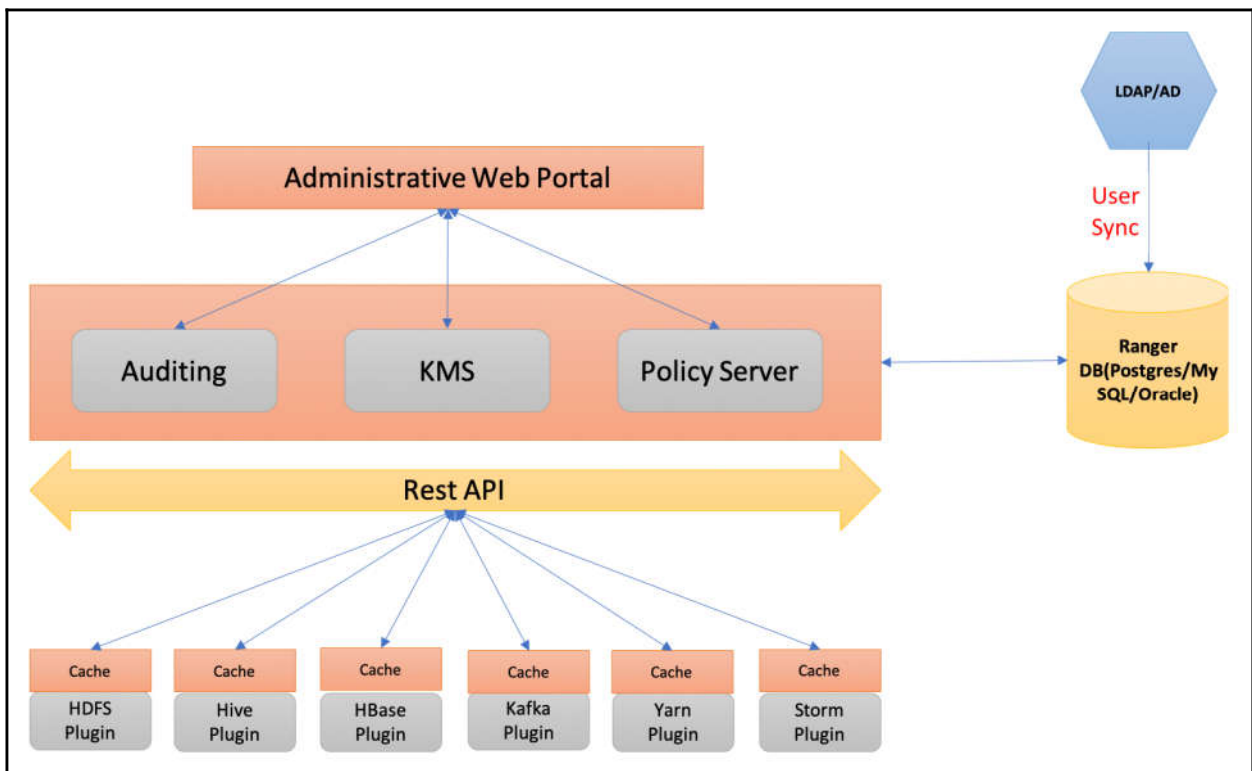 LDAP/AD
Administrative Web Portal
User
Sync
Auditing
KMS
Policy Server
Ranger
DB(Postgres/My
SQL/Oracle)
Rest API
Cache
Cache
Cache
Cache
Cache
Cache
HDFS
Plugin
Hive
Plugin
HBase
Plugin
Kafka
Plugin
Yarn
Plugin
Storm
Plugin